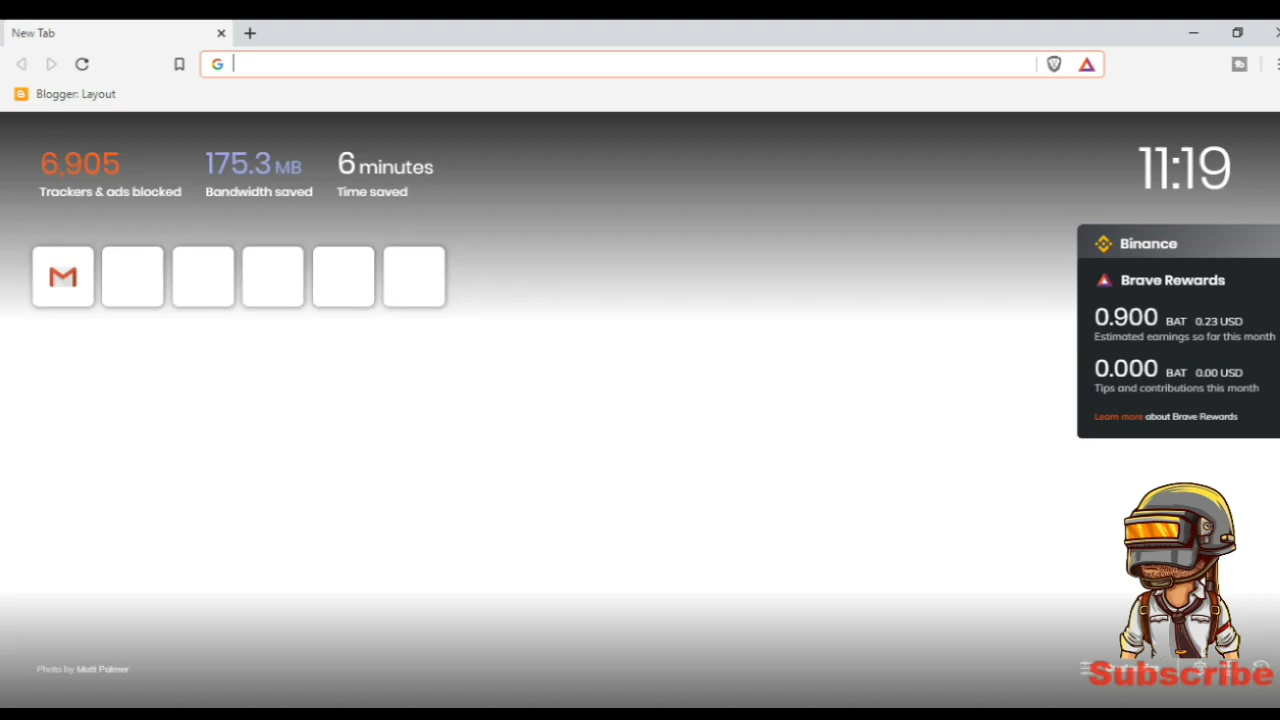 New Tab
Blogger: Layout
6,905
Trackers & ads blocked
175.3 MB
Bandwidth saved
6 minutes
Time saved
11:19
Binance
Brave Rewards
0.900 BAT 0.23 USD
Estimated earnings so far this month
0.000 BAT 0.00 USD
Tips and contributions this month
Learn more about Brave Rewards
Photo by Matt Palmer
Subscribe